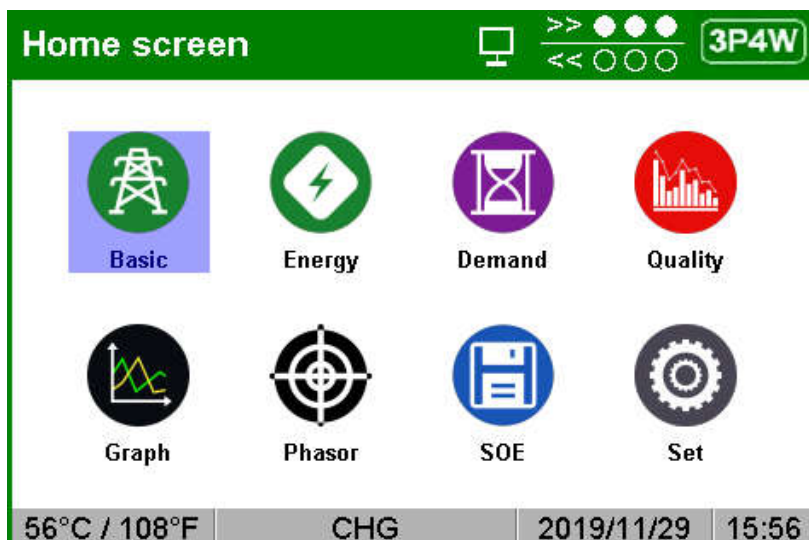 Home screen
>>
<<
3P4W
Basic Energy Demand Quality
Graph Phasor SOE Set
56°C / 108°F CHG 2019/11/29 15:56